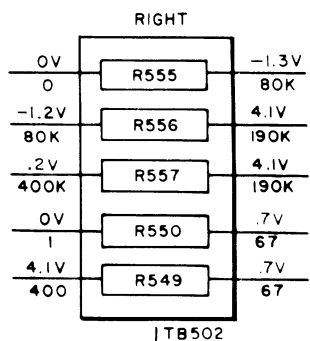 RIGHT
0V R555 -1.3V
0 80K
-1.2V R556 4.1V
80K 190K
.2V R557 4.1V
400K 190K
0V R550 .7V
1 67
4.1V R549 .7V
400 67
TB502